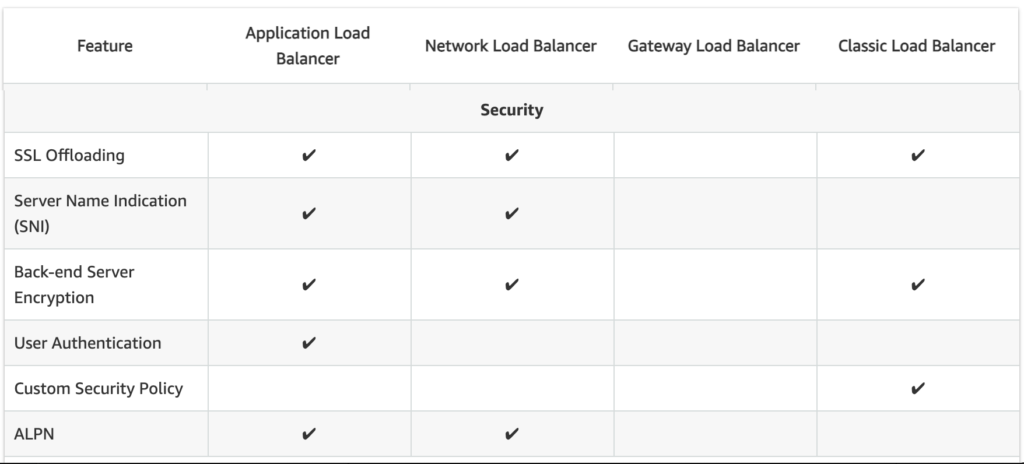 Feature Application Load Balancer Network Load Balancer Gateway Load Balancer Classic Load Balancer
Security
SSL Offloading ✔ ✔ ✔
Server Name Indication (SNI) ✔ ✔
Back-end Server Encryption ✔ ✔ ✔
User Authentication ✔
Custom Security Policy ✔
ALPN ✔ ✔